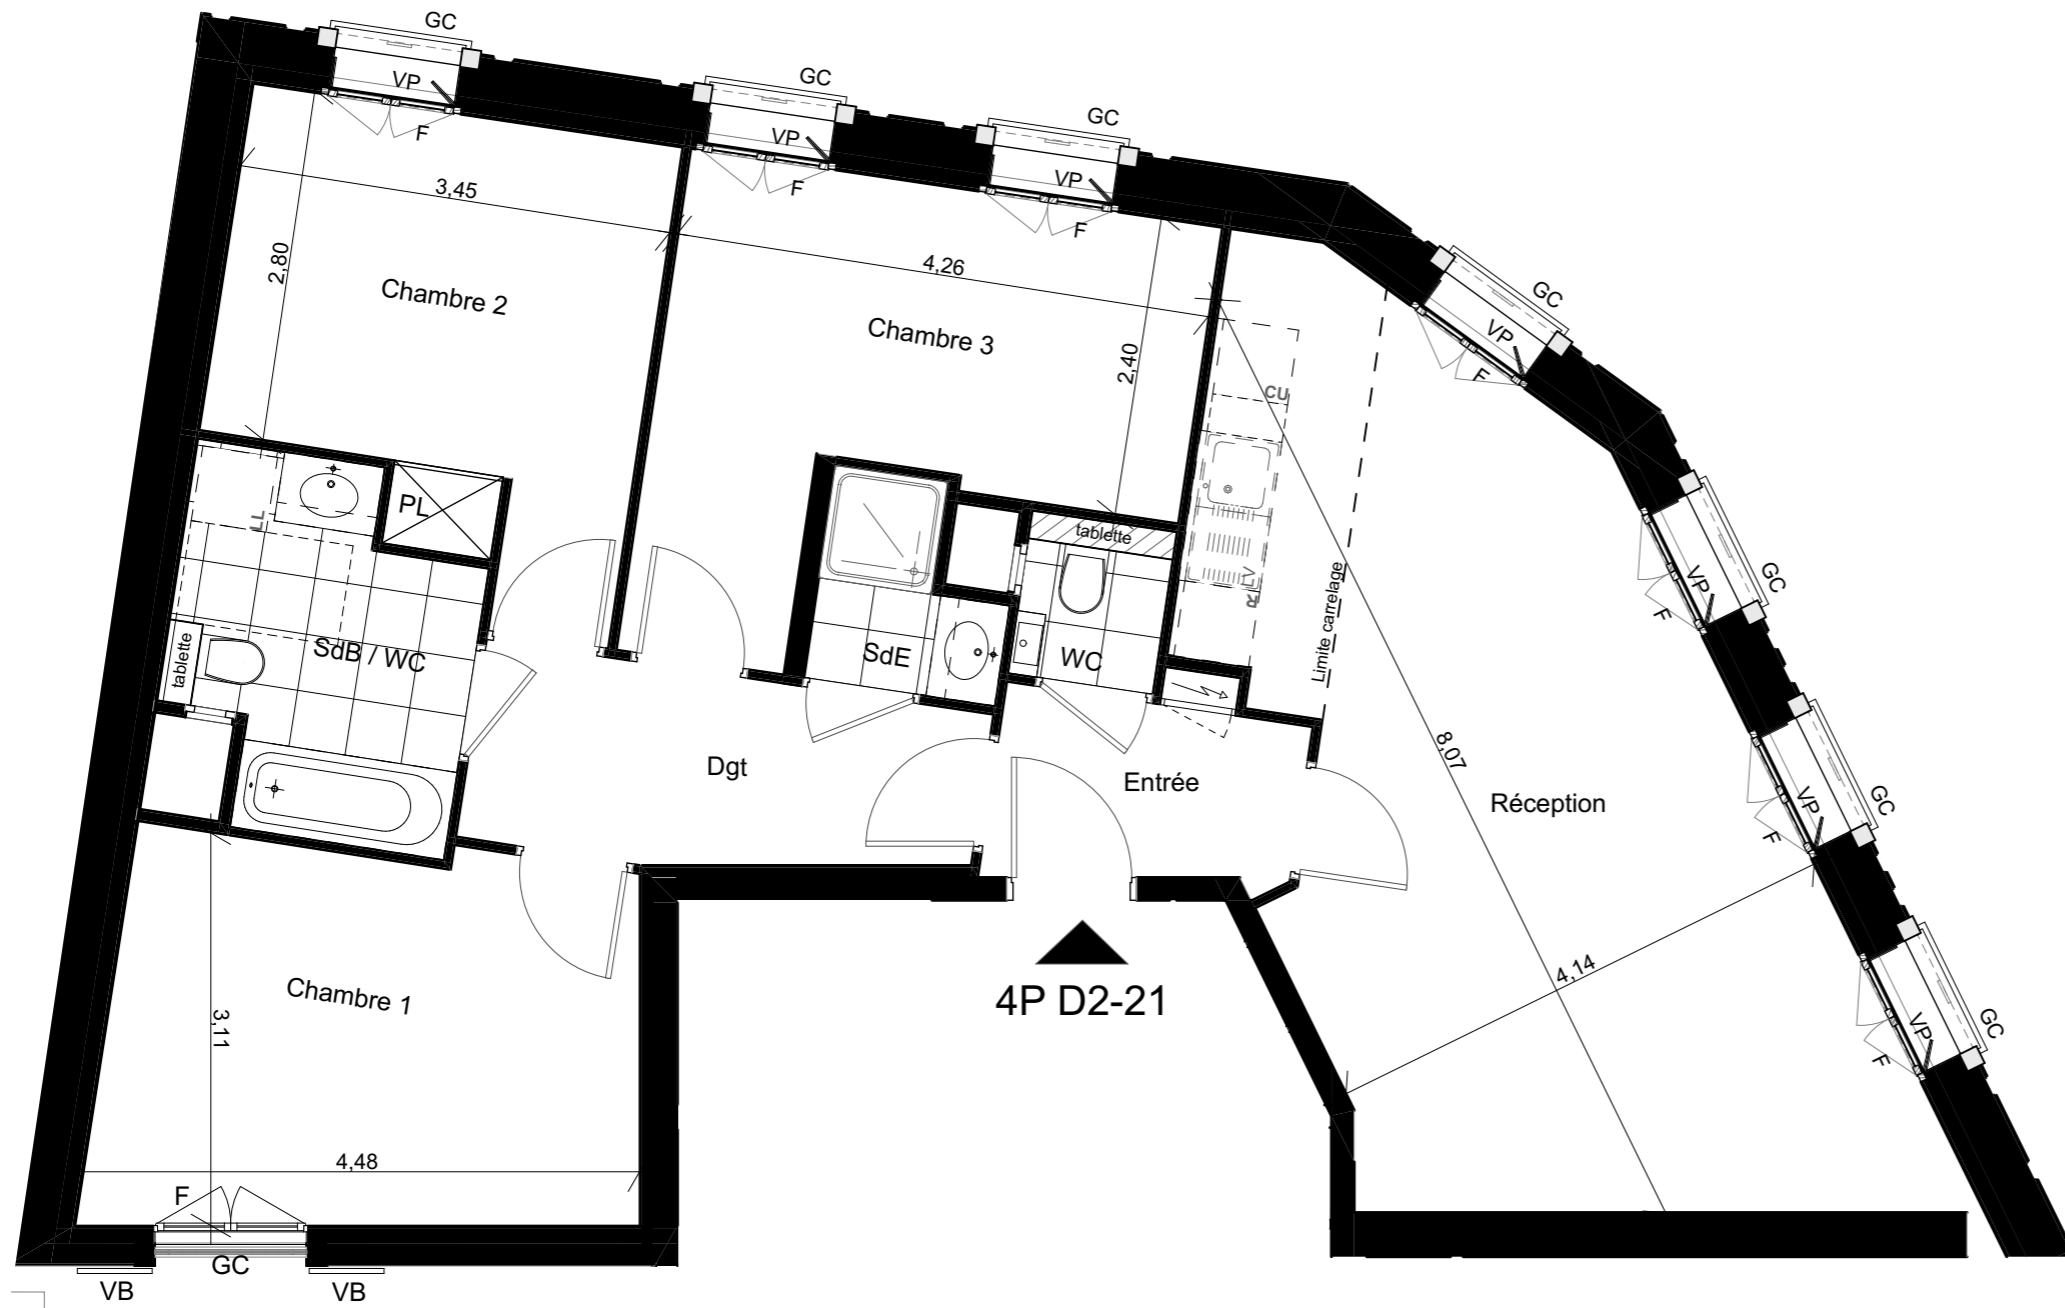 GC
VP
F
GC
VP
F
GC
VP
F
GC
VP
F
3,45
2,80
Chambre 2
4,26
Chambre 3
2,40
CU
PL
LL
tablette
LV
R
Limite carrelage
tablette
SdB / WC
SdE
WC
GC
VP
F
Dgt
Entrée
8,07
Réception
GC
VP
F
4,14
Chambre 1
3,11
4P D2-21
GC
VP
F
4,48
F
GC
VB
VB